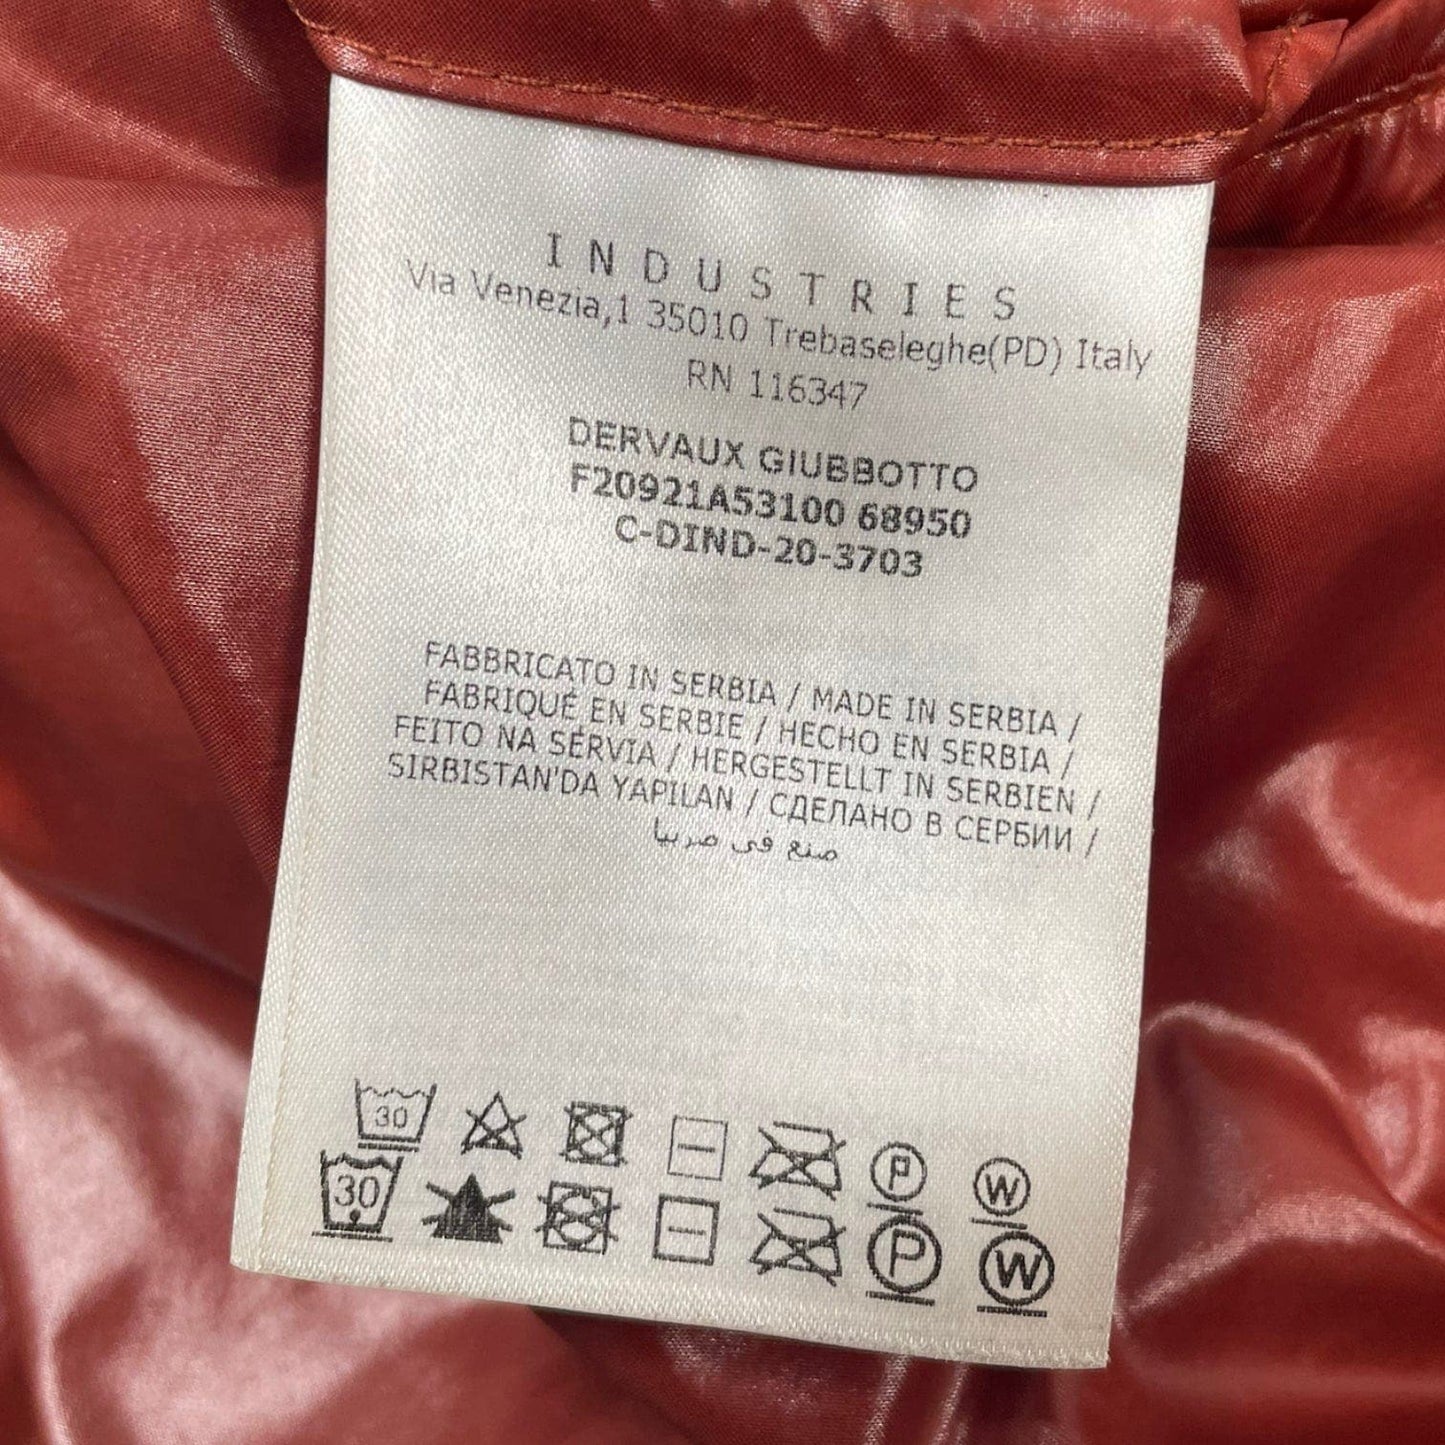 INDUSTRIES
Via Venezia,1 35010 Trebaseleghe(PD) Italy
RN 116347
DERVAUX GIUBBOTTO
F20921A53100 68950
C-DIND-20-3703
FABBRICATO IN SERBIA / MADE IN SERBIA /
FABRIQUÉ EN SERBIE / HECHO EN SERBIA /
FEITO NA SÉRVIA / HERGESTELLT IN SERBIEN /
SIRBISTAN'DA YAPILAN / СДЕЛАНО В СЕРБИИ /
صنع في صربيا
30 P W
30 P W